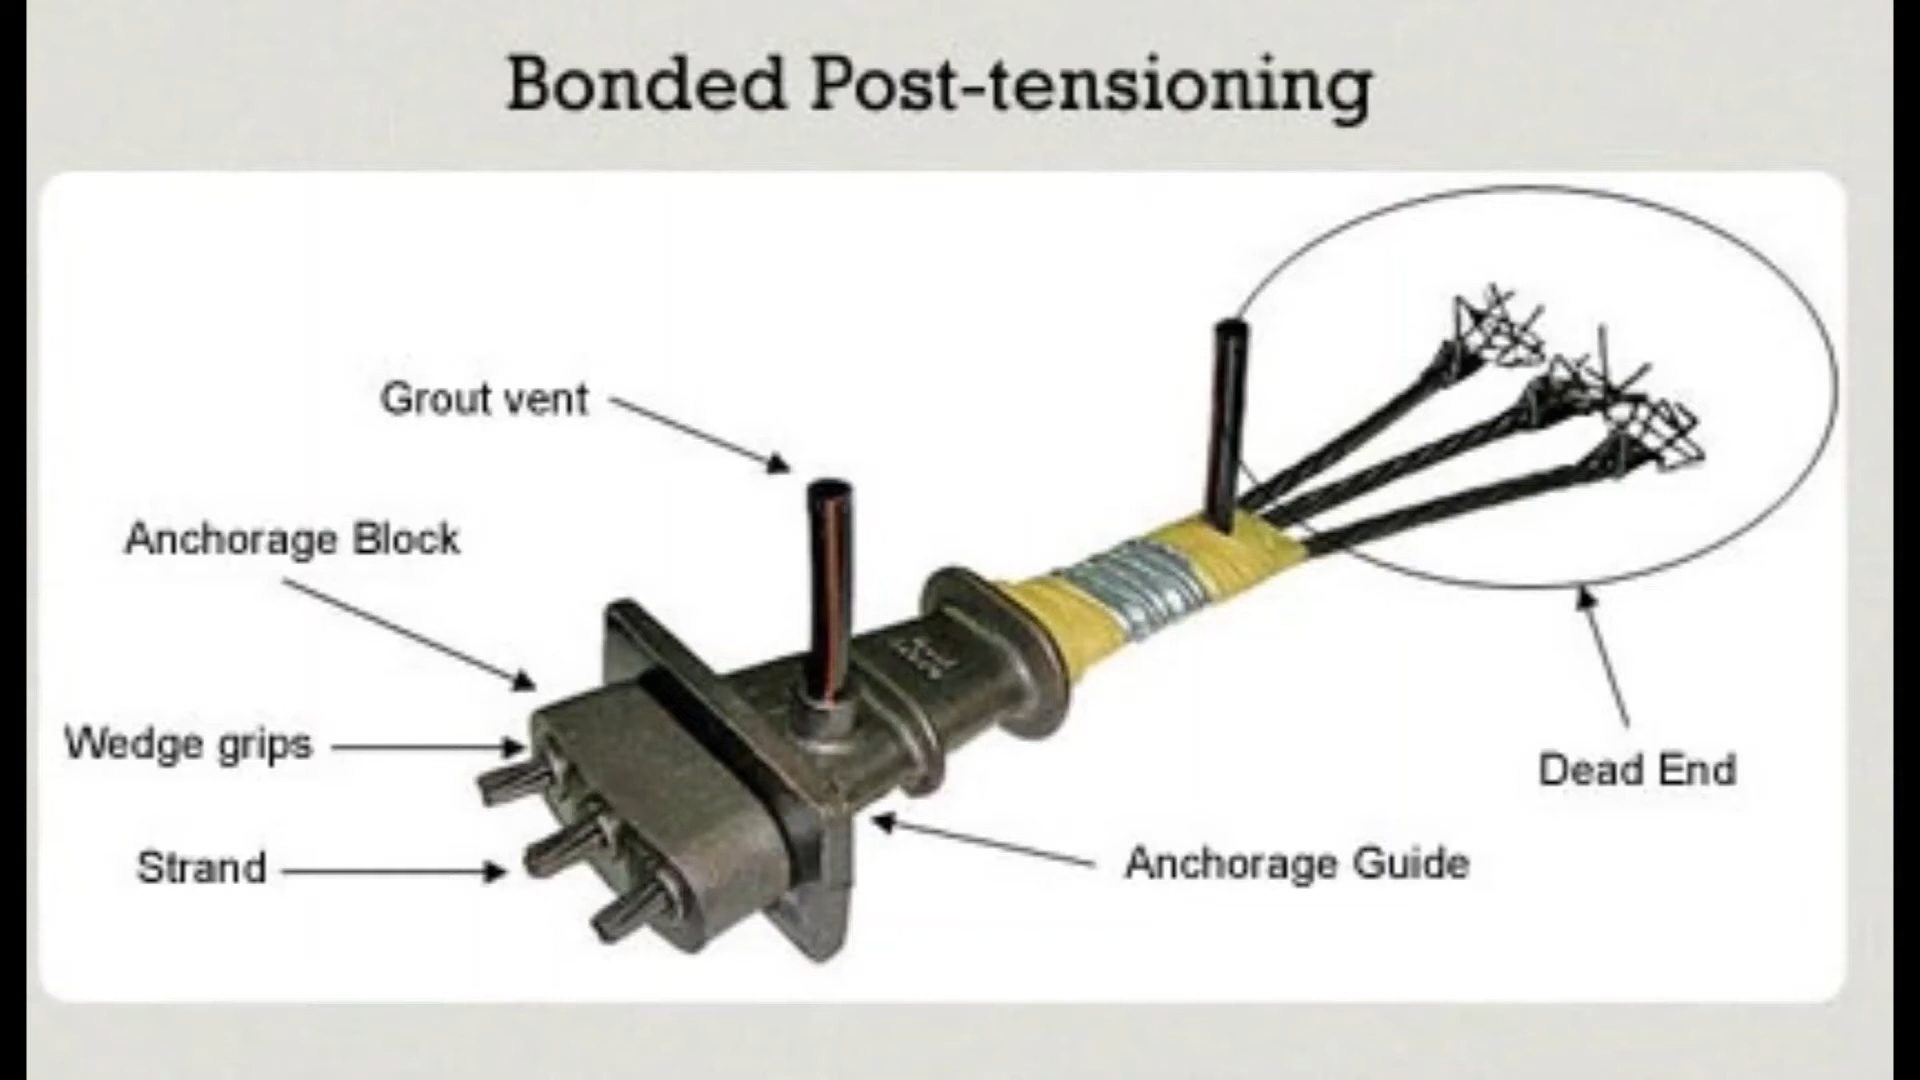 Bonded Post-tensioning
Grout vent
Anchorage Block
Wedge grips
Strand
Dead End
Anchorage Guide